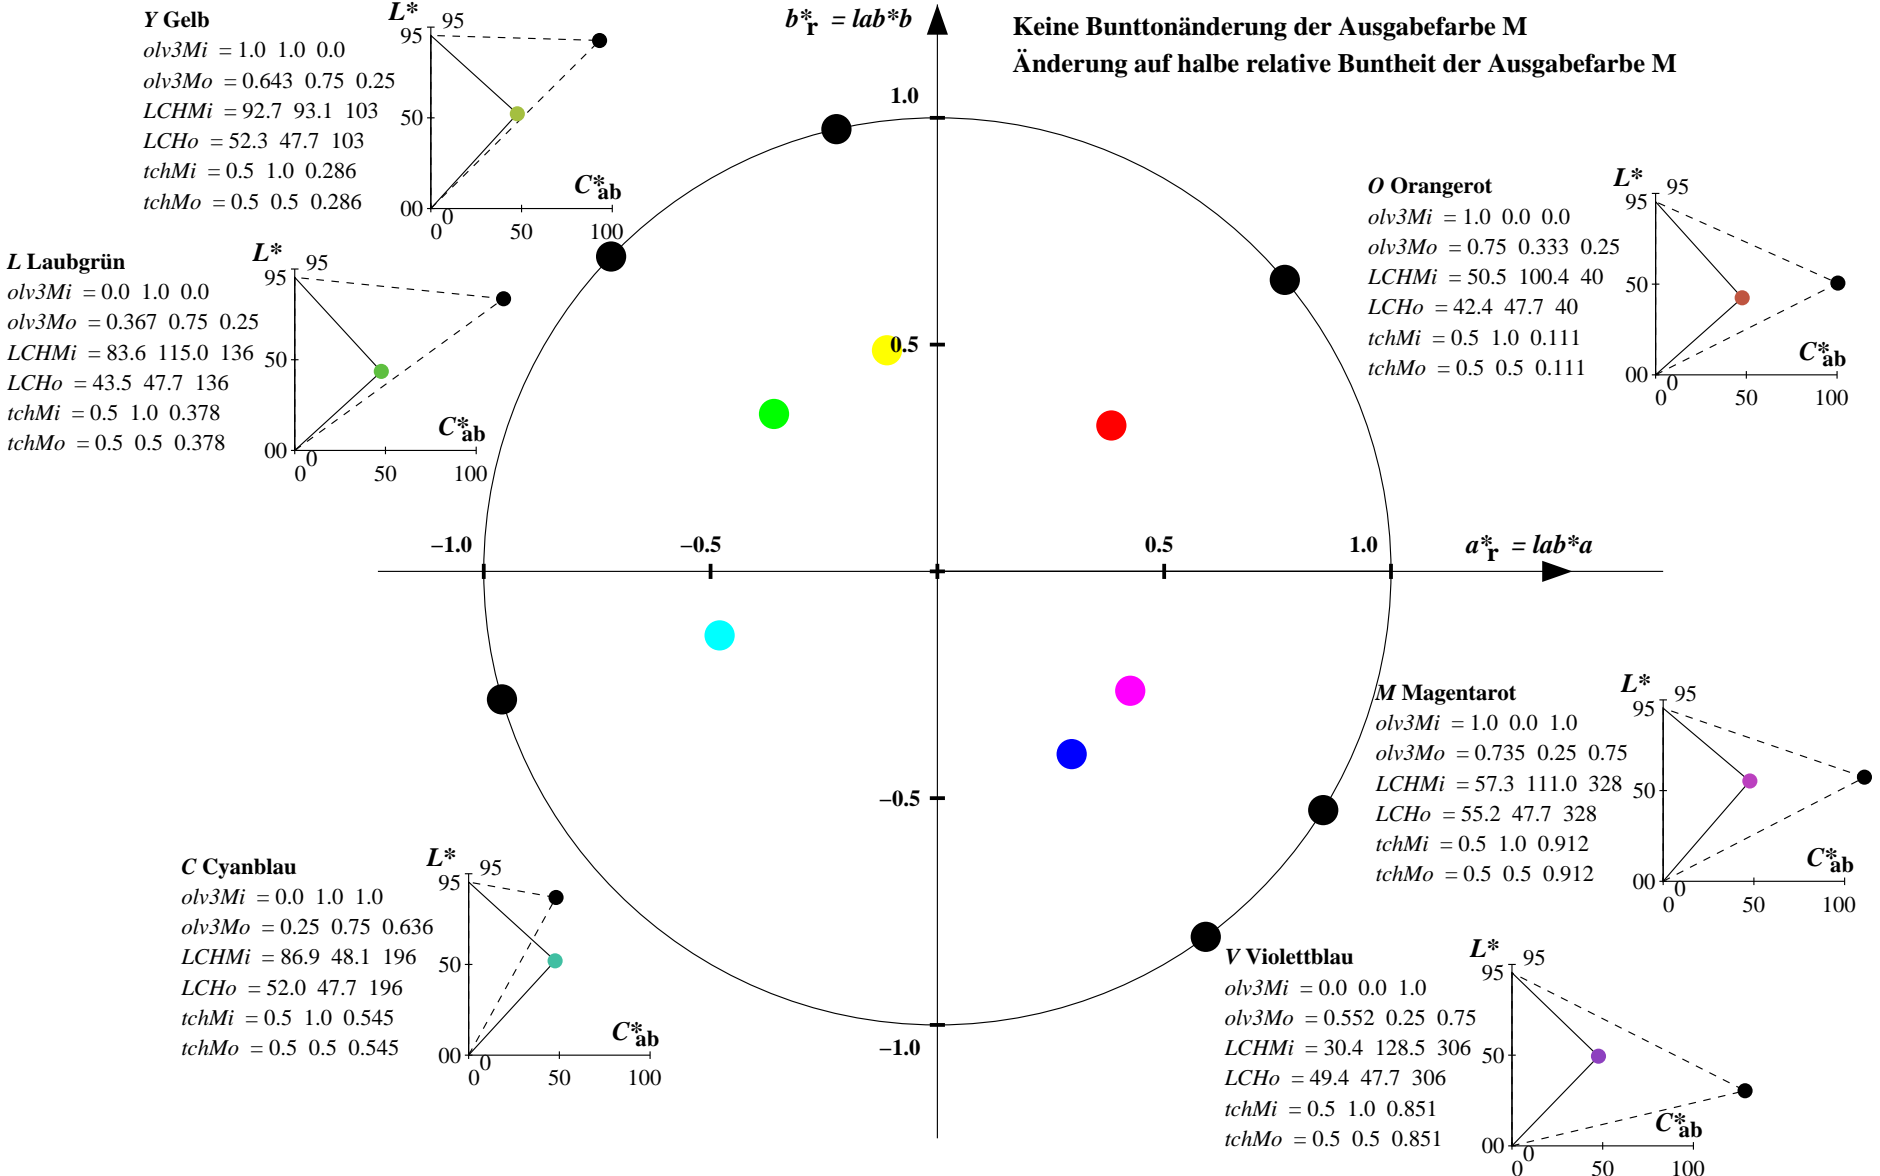 Keine Bunttonänderung der Ausgabefarbe M
Änderung auf halbe relative Buntheit der Ausgabefarbe M
b*r = lab*b
a*r = lab*a
1.0
0.5
−0.5
−1.0
−1.0
−0.5
0.5
1.0
Y Gelb
olv3Mi = 1.0 1.0 0.0
olv3Mo = 0.643 0.75 0.25
LCHMi = 92.7 93.1 103
LCHo = 52.3 47.7 103
tchMi = 0.5 1.0 0.286
tchMo = 0.5 0.5 0.286
L*
95
95
50
00
0
C*ab
0 50 100
L Laubgrün
olv3Mi = 0.0 1.0 0.0
olv3Mo = 0.367 0.75 0.25
LCHMi = 83.6 115.0 136
LCHo = 43.5 47.7 136
tchMi = 0.5 1.0 0.378
tchMo = 0.5 0.5 0.378
L*
95
95
50
00
0
C*ab
0 50 100
O Orangerot
olv3Mi = 1.0 0.0 0.0
olv3Mo = 0.75 0.333 0.25
LCHMi = 50.5 100.4 40
LCHo = 42.4 47.7 40
tchMi = 0.5 1.0 0.111
tchMo = 0.5 0.5 0.111
L*
95
95
50
00
0
C*ab
0 50 100
M Magentarot
olv3Mi = 1.0 0.0 1.0
olv3Mo = 0.735 0.25 0.75
LCHMi = 57.3 111.0 328
LCHo = 55.2 47.7 328
tchMi = 0.5 1.0 0.912
tchMo = 0.5 0.5 0.912
L*
95
95
50
00
0
C*ab
0 50 100
C Cyanblau
olv3Mi = 0.0 1.0 1.0
olv3Mo = 0.25 0.75 0.636
LCHMi = 86.9 48.1 196
LCHo = 52.0 47.7 196
tchMi = 0.5 1.0 0.545
tchMo = 0.5 0.5 0.545
L*
95
95
50
00
0
C*ab
0 50 100
V Violettblau
olv3Mi = 0.0 0.0 1.0
olv3Mo = 0.552 0.25 0.75
LCHMi = 30.4 128.5 306
LCHo = 49.4 47.7 306
tchMi = 0.5 1.0 0.851
tchMo = 0.5 0.5 0.851
L*
95
95
50
00
0
C*ab
0 50 100